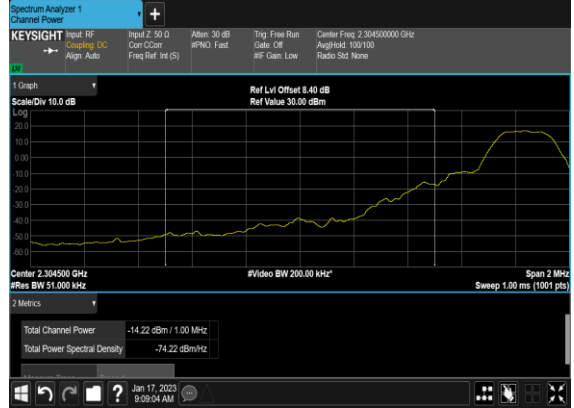 Spectrum Analyzer 1
Channel Power
+
KEYSIGHT
Input: RF
Coupling: DC
Align: Auto
Input Z: 50 Ω
Corr CCorr
Freq Ref: Int (S)
Atten: 30 dB
#PNO: Fast
Trig: Free Run
Gate: Off
#IF Gain: Low
Center Freq: 2.304500000 GHz
Avg|Hold: 100/100
Radio Std: None
LW
1 Graph
Scale/Div 10.0 dB
Ref Lvl Offset 8.40 dB
Ref Value 30.00 dBm
Log
20.0
10.0
0.00
-10.0
-20.0
-30.0
-40.0
-50.0
-60.0
Center 2.304500 GHz
#Video BW 200.00 kHz*
Span 2 MHz
#Res BW 51.000 kHz
Sweep 1.00 ms (1001 pts)
2 Metrics
Total Channel Power -14.22 dBm / 1.00 MHz
Total Power Spectral Density -74.22 dBm/Hz
?
Jan 17, 2023
9:09:04 AM